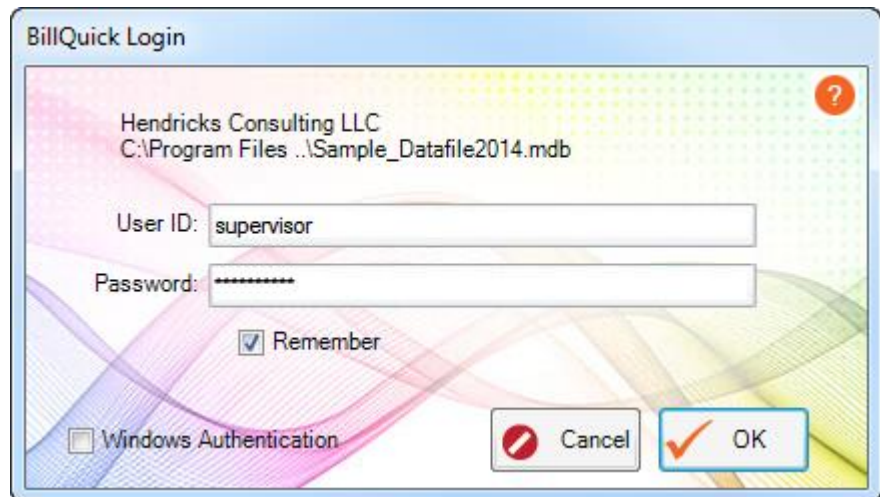 BillQuick Login
?
Hendricks Consulting LLC
C:\Program Files ..\Sample_Datafile2014.mdb
User ID: supervisor
Password: **********
Remember
Windows Authentication Cancel OK